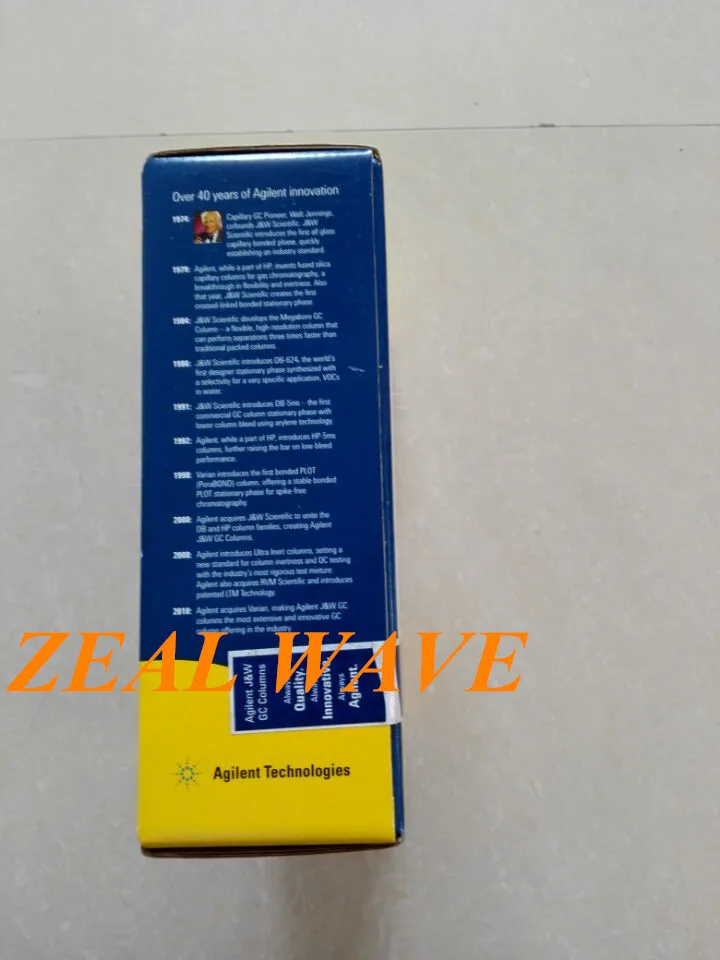 Over 40 years of Agilent innovation
1974: Capillary GC Pioneer, Walt Jennings,
cofounds J&W Scientific. J&W
Scientific introduces the first all glass
capillary bonded phase, quickly
establishing an industry standard.
1979: Agilent, while a part of HP, invents fused silica
capillary columns for gas chromatography, a
breakthrough in flexibility and inertness. Also
that year, J&W Scientific creates the first
crossed-linked bonded stationary phase.
1984: J&W Scientific develops the Megabore GC
Column – a flexible, high-resolution column that
can perform separations three times faster than
traditional packed columns.
J&W Scientific introduces DB-624, the world's
first designer stationary phase synthesized with
a selectivity for a very specific application, VOCs
in water.
1991: J&W Scientific introduces DB-5ms – the first
commercial GC column stationary phase with
lower column bleed using arylene technology.
1992: Agilent, while a part of HP, introduces HP 5ms
columns, further raising the bar on low-bleed
performance.
1998: Varian introduces the first bonded PLOT
(PoraBOND) column, offering a stable bonded
PLOT stationary phase for spike-free
chromatography.
2000: Agilent acquires J&W Scientific to unite the
DB and HP column families, creating Agilent
J&W GC Columns.
2008: Agilent introduces Ultra Inert columns, setting a
new standard for column inertness and QC testing
with the industry's most rigorous test mixture.
Agilent also acquires RVM Scientific and introduces
patented LTM Technology.
2010: Agilent acquires Varian, making Agilent J&W GC
columns the most extensive and innovative GC
column offering in the industry.
ZEAL WAVE
Agilent J&W
GC Columns
Quality.
Innovative.
Always
Agilent.
Agilent Technologies